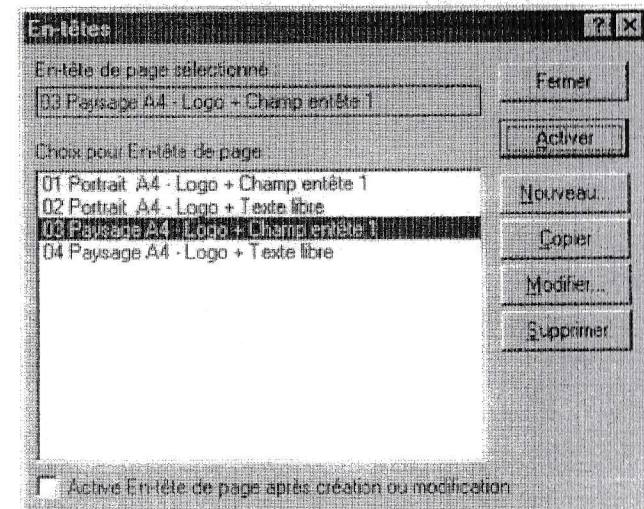 En-têtes
En-tête de page sélectionné
03 Paysage A4 - Logo + Champ entête 1
Choix pour En-tête de page :
01 Portrait A4 - Logo + Champ entête 1
02 Portrait A4 - Logo + Texte libre
03 Paysage A4 - Logo + Champ entête 1
04 Paysage A4 - Logo + Texte libre
Active En-tête de page après création ou modification
Fermer
Activer
Nouveau...
Copier
Modifier...
Supprimer